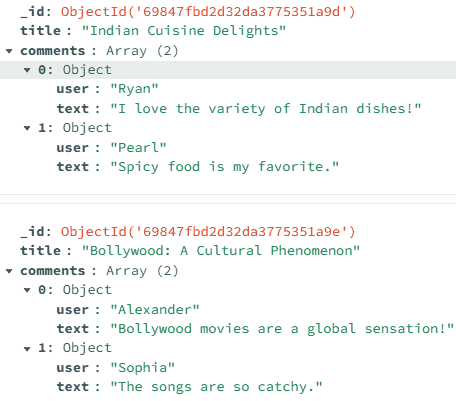 _id: ObjectId('69847fbd2d32da3775351a9d')
title : "Indian Cuisine Delights"
comments : Array (2)
0: Object
user : "Ryan"
text : "I love the variety of Indian dishes!"
1: Object
user : "Pearl"
text : "Spicy food is my favorite."
_id: ObjectId('69847fbd2d32da3775351a9e')
title : "Bollywood: A Cultural Phenomenon"
comments : Array (2)
0: Object
user : "Alexander"
text : "Bollywood movies are a global sensation!"
1: Object
user : "Sophia"
text : "The songs are so catchy."